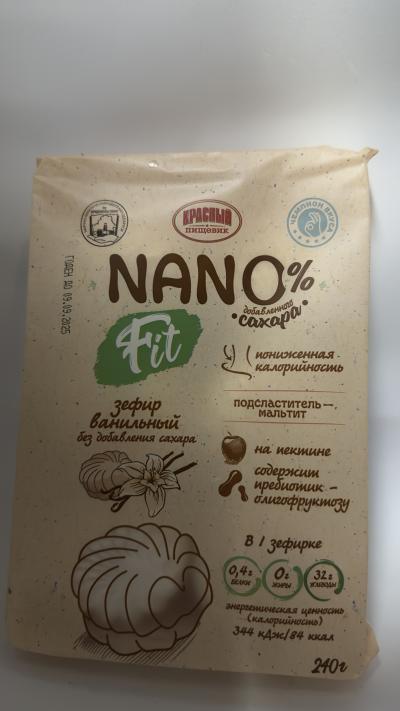 КРАСНЫЙ
ПИЩЕВИК
ЧЕМПИОН ВКУСА
ГОДЕН ДО 09.09.2025
NANO%
добавленного
сахара
Fit
пониженная
калорийность
подсластитель —
мальтит
зефир
ванильный
без добавления сахара
на пектине
содержит
пребиотик -
олигофруктозу
В 1 зефирке
0,4г
БЕЛКИ
0г
ЖИРЫ
32г
УГЛЕВОДЫ
энергетическая ценность
(калорийность)
344 кДж/84 ккал
240г